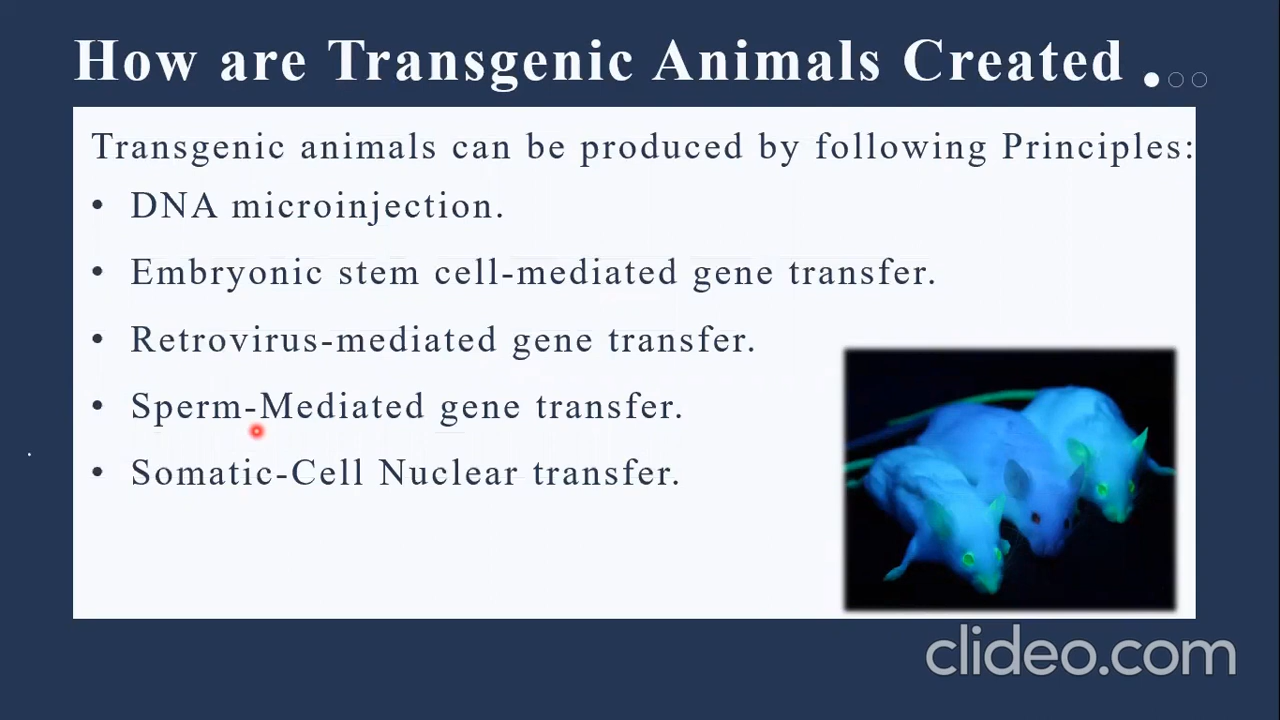 How are Transgenic Animals Created
Transgenic animals can be produced by following Principles:
• DNA microinjection.
• Embryonic stem cell-mediated gene transfer.
• Retrovirus-mediated gene transfer.
• Sperm-Mediated gene transfer.
• Somatic-Cell Nuclear transfer.
clideo.com